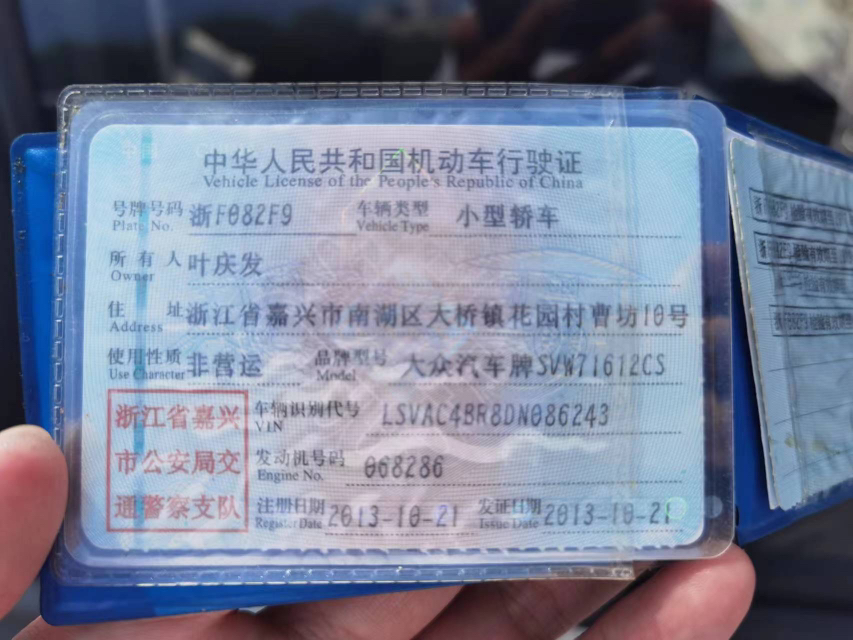 中华人民共和国机动车行驶证
Vehicle License of the People's Republic of China
号牌号码 浙F082F9 车辆类型 小型轿车
Plate No. Vehicle Type
所有人 叶庆发
Owner
住址 浙江省嘉兴市南湖区大桥镇花园村曹坊10号
Address
使用性质 非营运 品牌型号 大众汽车牌SVW71612CS
Use Character Model
浙江省嘉兴
市公安局交
通警察支队
车辆识别代号 LSVAC4BR8DN086243
VIN
发动机号码 068286
Engine No.
注册日期 2013-10-21 发证日期 2013-10-21
Register Date Issue Date